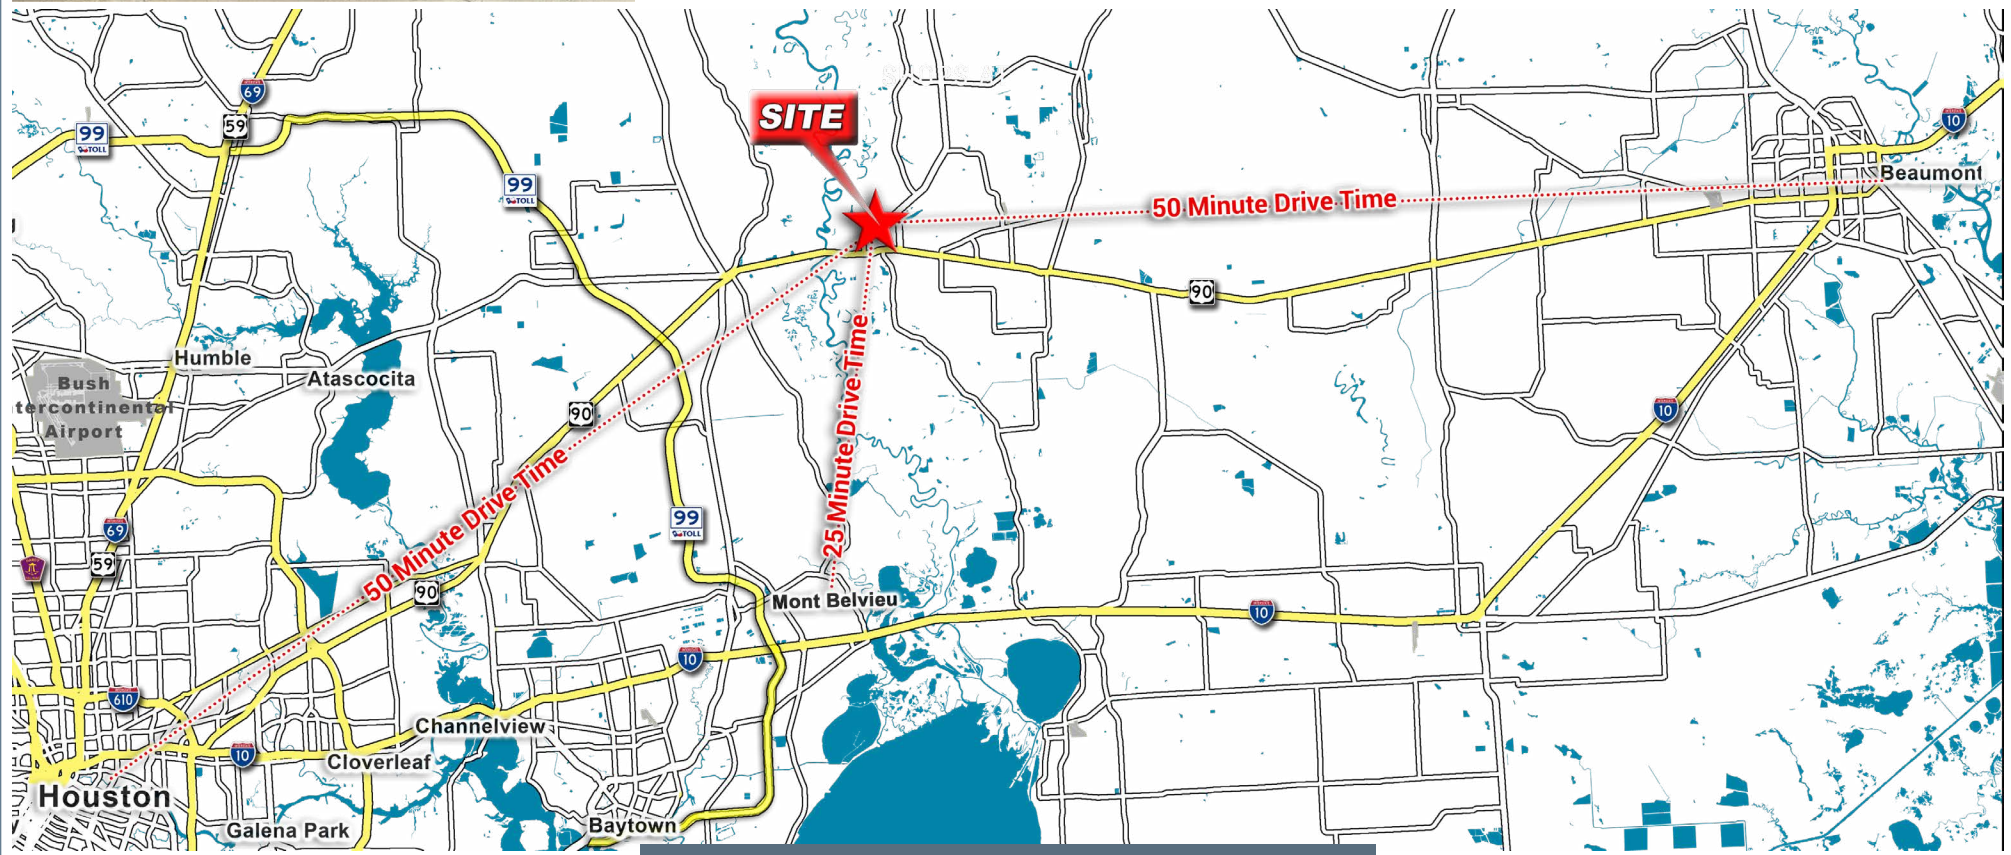 69
99
TOLL
59
SITE
10
99
TOLL
Beaumont
50 Minute Drive Time
90
Humble
Bush
tercontinental
Airport
Atascocita
90
10
25 Minute Drive Time
50 Minute Drive Time
99
TOLL
69
59
90
Mont Belvieu
10
10
610
Channelview
10
Cloverleaf
Houston
Galena Park
Baytown